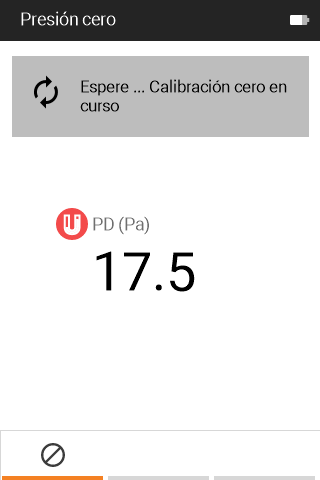 Presión cero
Espere ... Calibración cero en
curso
PD (Pa)
17.5